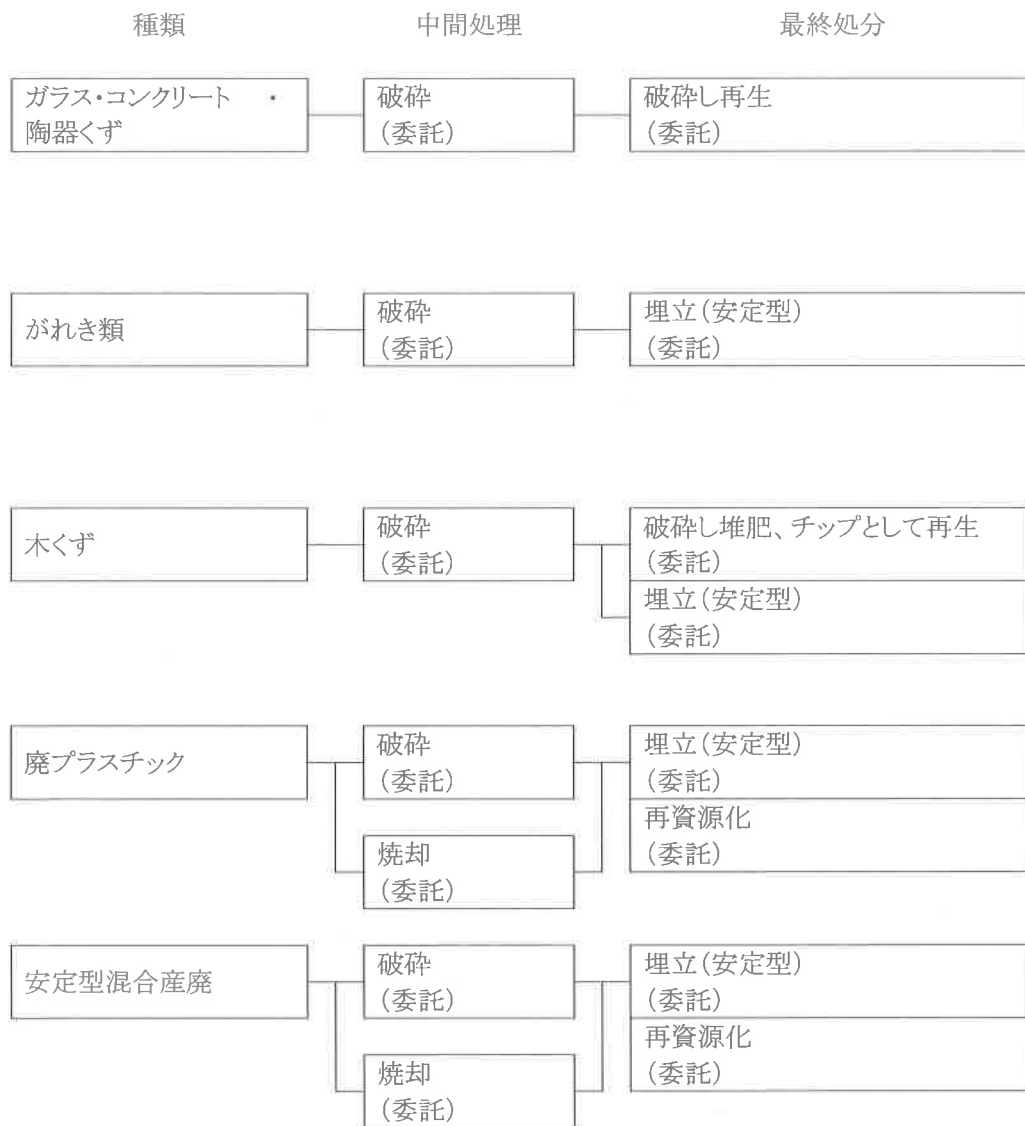 種類 中間処理 最終処分
ガラス・コンクリート・
陶器くず
破砕
(委託)
破砕し再生
(委託)
がれき類
破砕
(委託)
埋立(安定型)
(委託)
木くず
破砕
(委託)
破砕し堆肥、チップとして再生
(委託)
埋立(安定型)
(委託)
廃プラスチック
破砕
(委託)
焼却
(委託)
埋立(安定型)
(委託)
再資源化
(委託)
安定型混合産廃
破砕
(委託)
焼却
(委託)
埋立(安定型)
(委託)
再資源化
(委託)